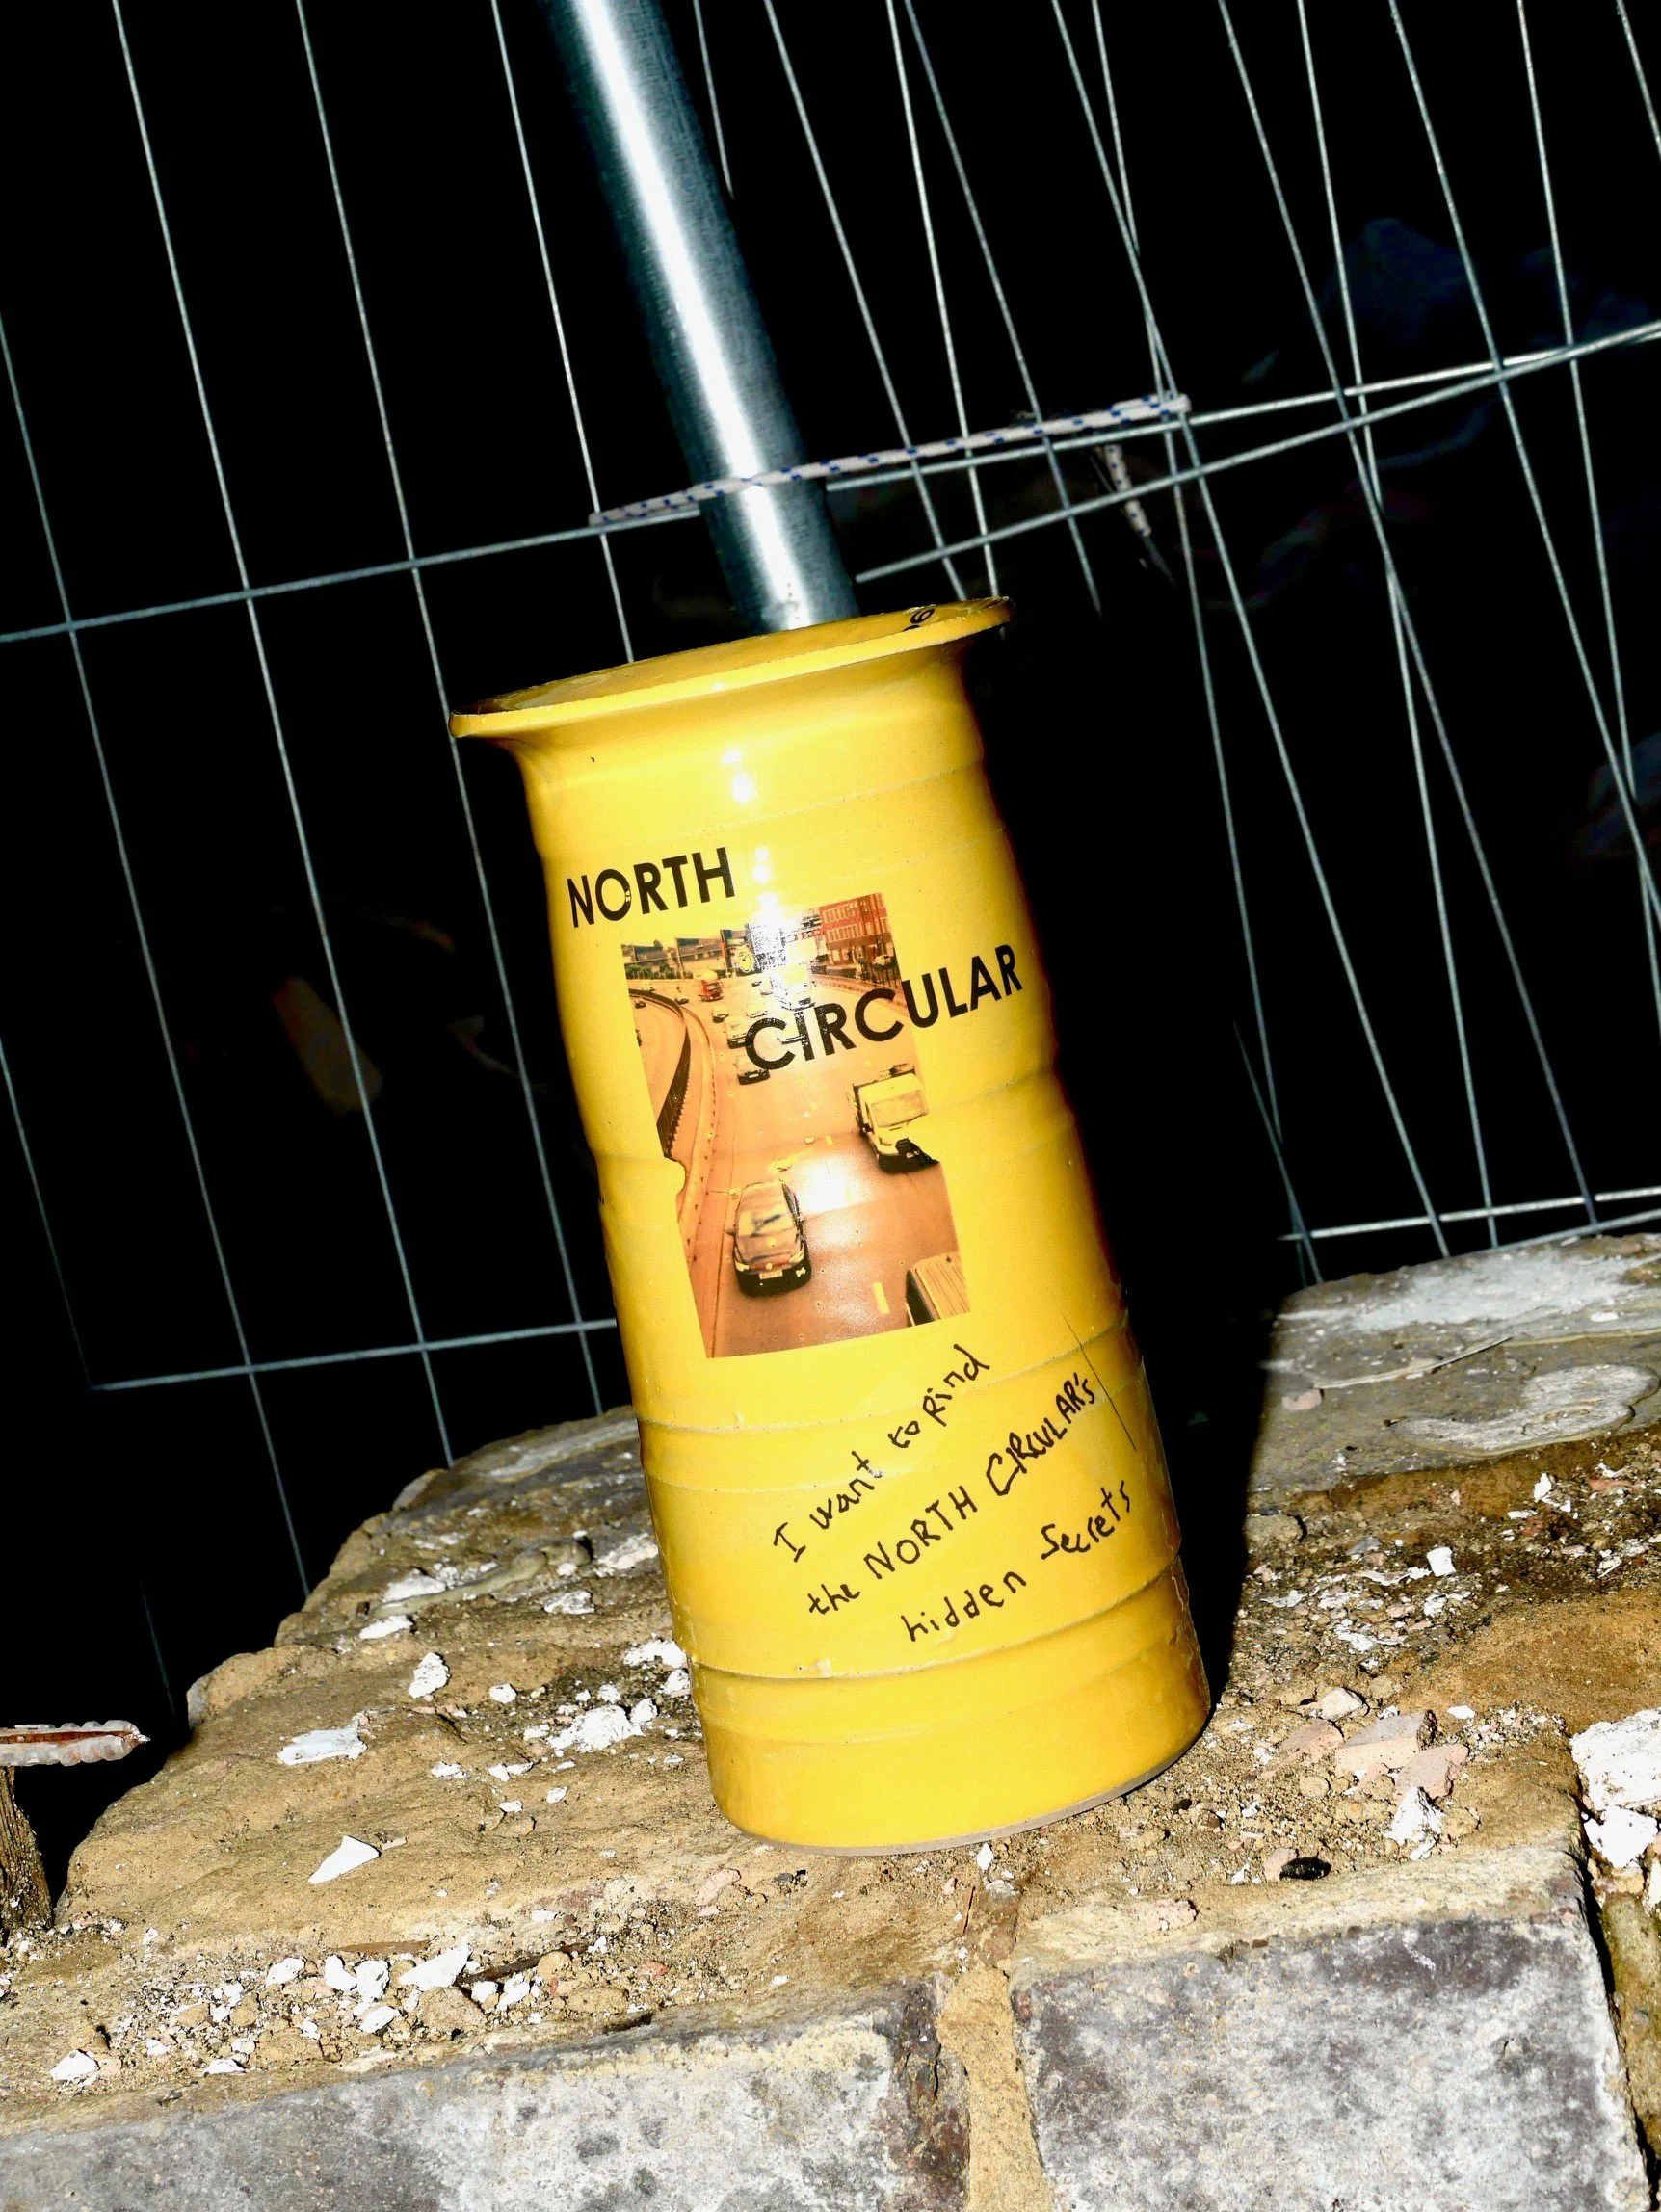 NORTH
CIRCULAR
I want to find
the NORTH CIRCULAR's
hidden secrets